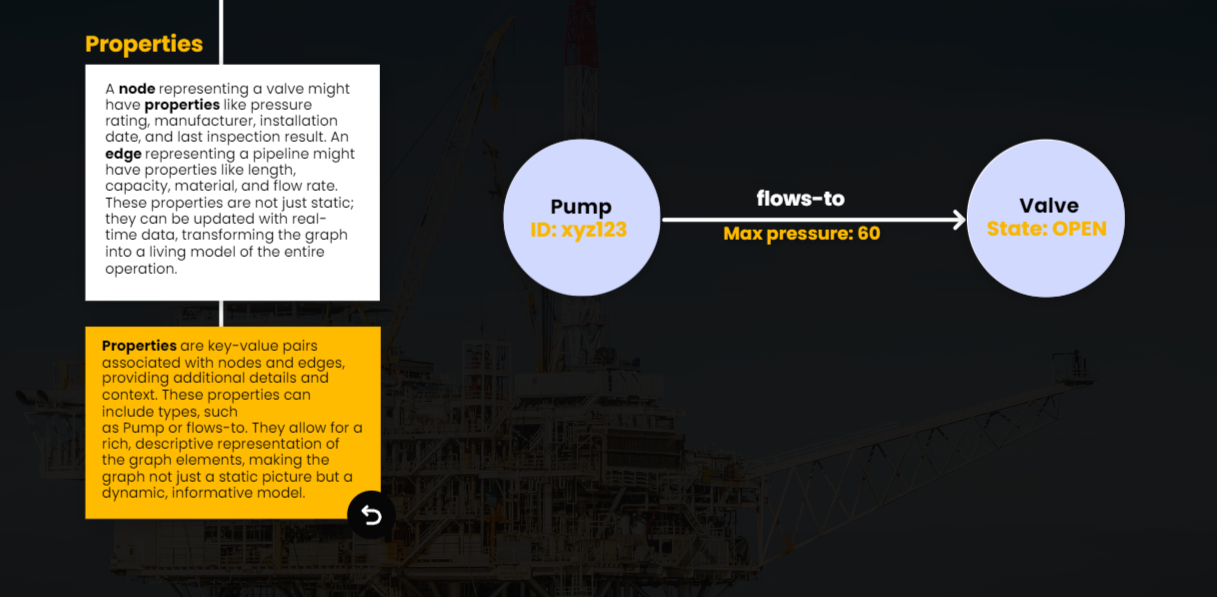 Properties
A node representing a valve might
have properties like pressure
rating, manufacturer, installation
date, and last inspection result. An
edge representing a pipeline might
have properties like length,
capacity, material, and flow rate.
These properties are not just static;
they can be updated with real-
time data, transforming the graph
into a living model of the entire
operation.
Properties are key-value pairs
associated with nodes and edges,
providing additional details and
context. These properties can
include types, such
as Pump or flows-to. They allow for a
rich, descriptive representation of
the graph elements, making the
graph not just a static picture but a
dynamic, informative model.
Pump
ID: xyz123
flows-to
Max pressure: 60
Valve
State: OPEN